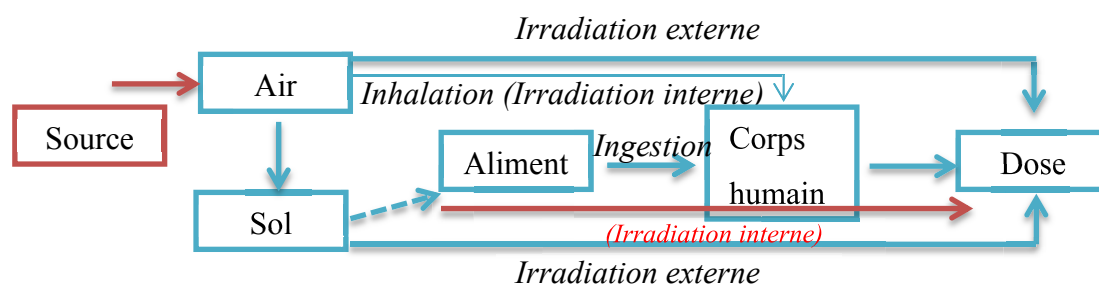 Irradiation externe
Air
Inhalation (Irradiation interne)
Source
Aliment
Ingestion
Corps
humain
Dose
Sol
(Irradiation interne)
Irradiation externe